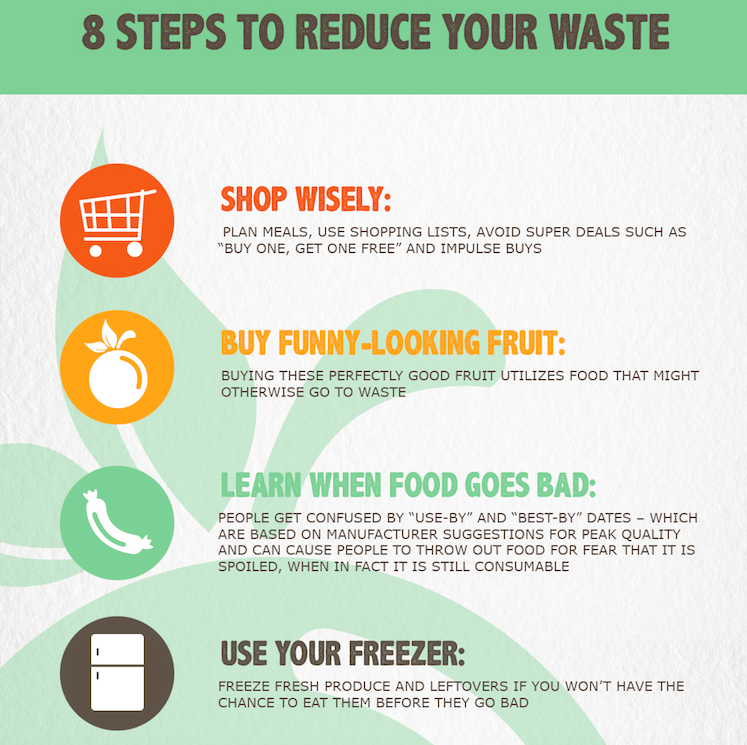 8 STEPS TO REDUCE YOUR WASTE
SHOP WISELY:
PLAN MEALS, USE SHOPPING LISTS, AVOID SUPER DEALS SUCH AS
“BUY ONE, GET ONE FREE” AND IMPULSE BUYS
BUY FUNNY-LOOKING FRUIT:
BUYING THESE PERFECTLY GOOD FRUIT UTILIZES FOOD THAT MIGHT
OTHERWISE GO TO WASTE
LEARN WHEN FOOD GOES BAD:
PEOPLE GET CONFUSED BY “USE-BY” AND “BEST-BY” DATES – WHICH
ARE BASED ON MANUFACTURER SUGGESTIONS FOR PEAK QUALITY
AND CAN CAUSE PEOPLE TO THROW OUT FOOD FOR FEAR THAT IT IS
SPOILED, WHEN IN FACT IT IS STILL CONSUMABLE
USE YOUR FREEZER:
FREEZE FRESH PRODUCE AND LEFTOVERS IF YOU WON’T HAVE THE
CHANCE TO EAT THEM BEFORE THEY GO BAD